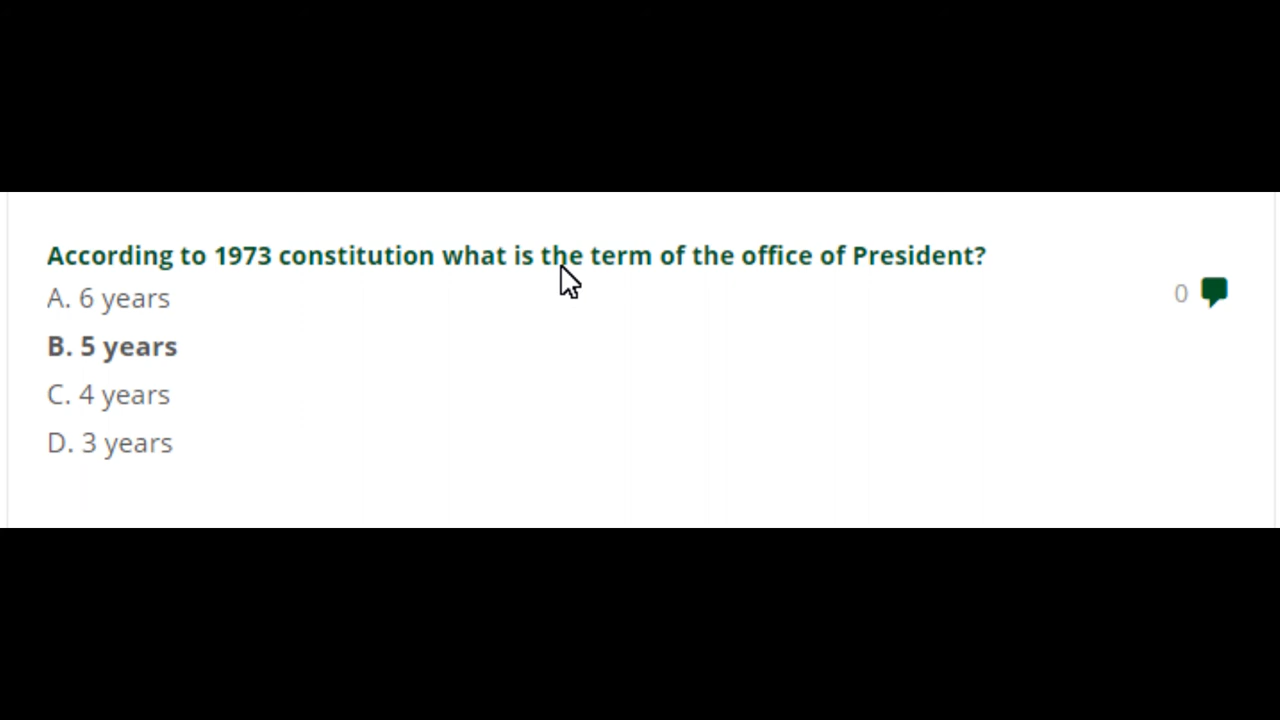 According to 1973 constitution what is the term of the office of President?
A. 6 years
0
B. 5 years
C. 4 years
D. 3 years